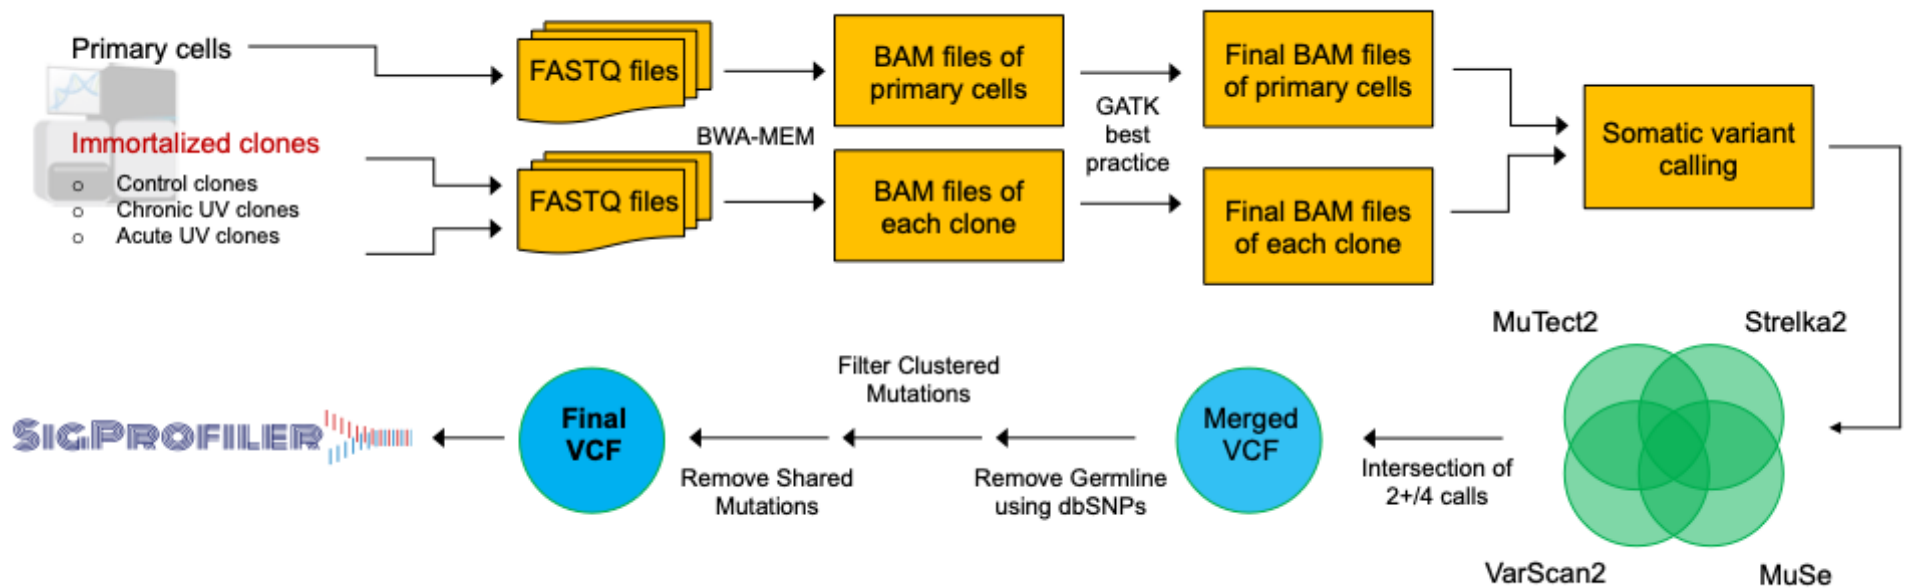 Primary cells
Immortalized clones
Control clones
Chronic UV clones
Acute UV clones
FASTQ files
FASTQ files
BWA-MEM
BAM files of
primary cells
BAM files of
each clone
GATK
best
practice
Final BAM files
of primary cells
Final BAM files
of each clone
Somatic variant
calling
MuTect2
Strelka2
VarScan2
MuSe
Intersection of
2+/4 calls
Merged
VCF
Remove Germline
using dbSNPs
Filter Clustered
Mutations
Remove Shared
Mutations
Final
VCF
SIGPROFILER